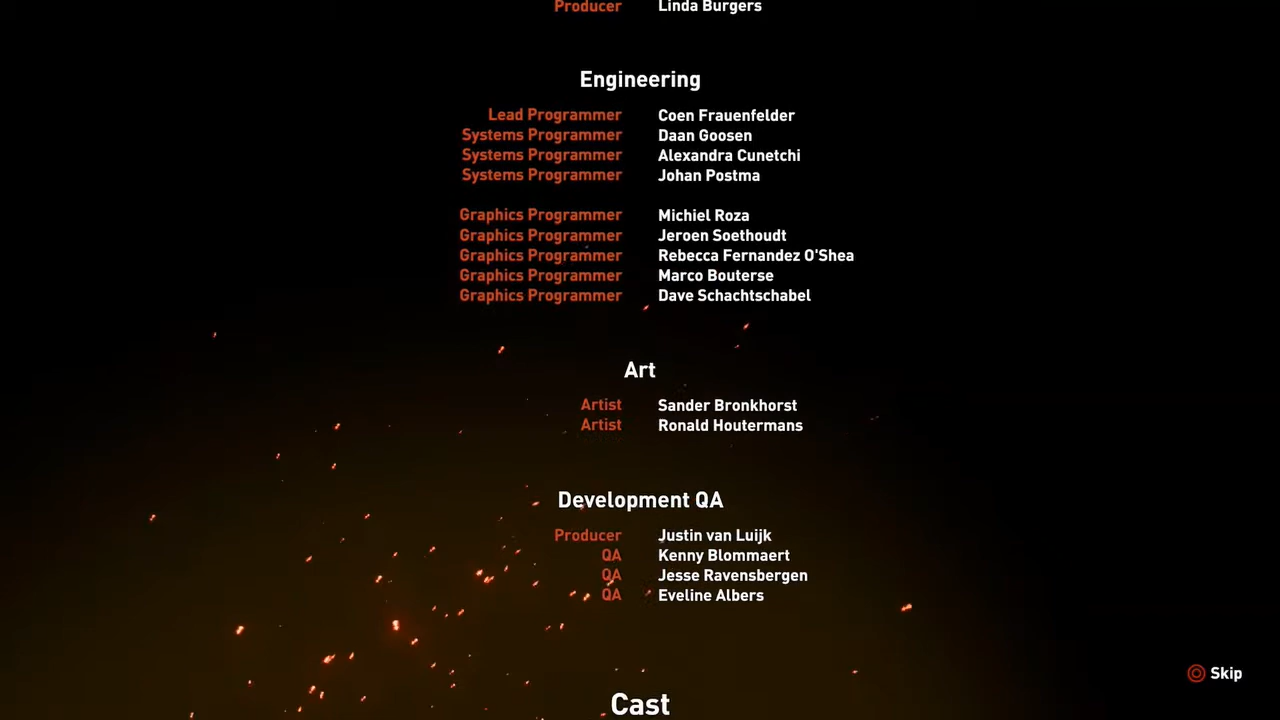 Producer Linda Burgers
Engineering
Lead Programmer Coen Frauenfelder
Systems Programmer Daan Goosen
Systems Programmer Alexandra Cunetchi
Systems Programmer Johan Postma
Graphics Programmer Michiel Roza
Graphics Programmer Jeroen Soethoudt
Graphics Programmer Rebecca Fernandez O'Shea
Graphics Programmer Marco Bouterse
Graphics Programmer Dave Schachtschabel
Art
Artist Sander Bronkhorst
Artist Ronald Houtermans
Development QA
Producer Justin van Luijk
QA Kenny Blommaert
QA Jesse Ravensbergen
QA Eveline Albers
Skip
Cast